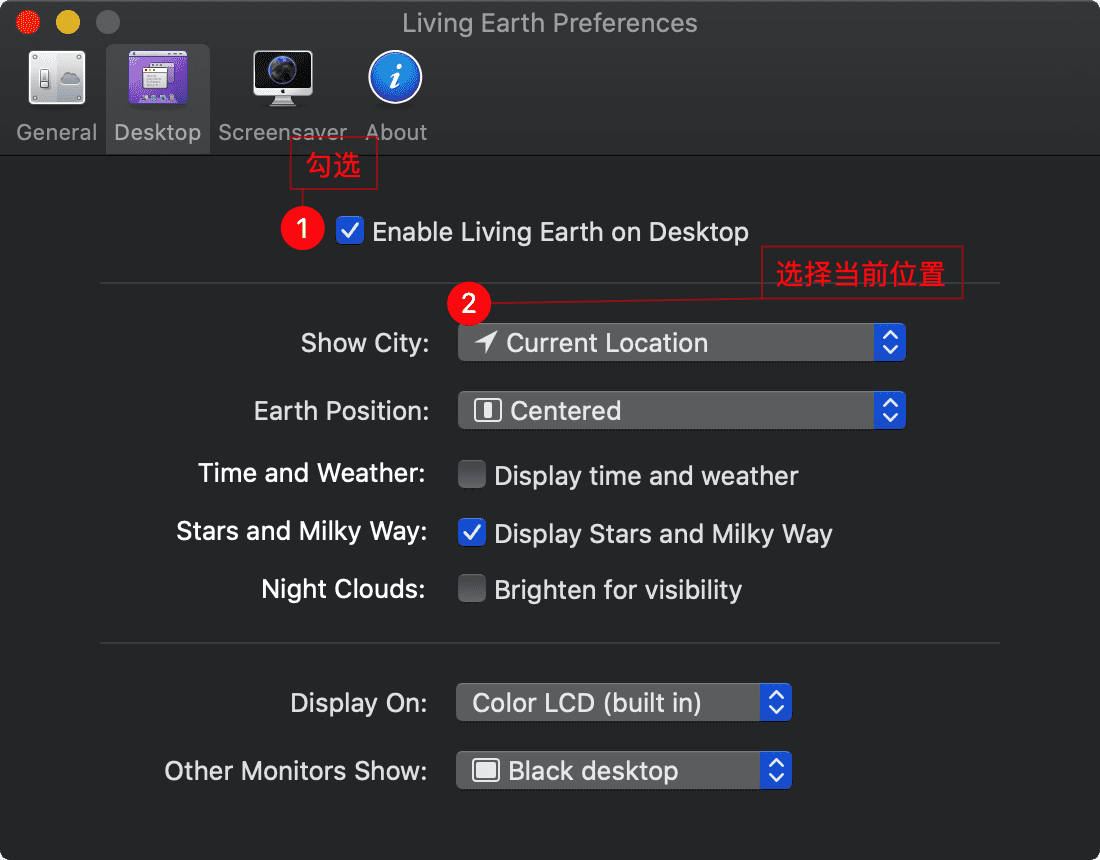 Living Earth Preferences
General Desktop Screensaver About
勾选
1 Enable Living Earth on Desktop
选择当前位置
2
Show City: Current Location
Earth Position: Centered
Time and Weather: Display time and weather
Stars and Milky Way: Display Stars and Milky Way
Night Clouds: Brighten for visibility
Display On: Color LCD (built in)
Other Monitors Show: Black desktop